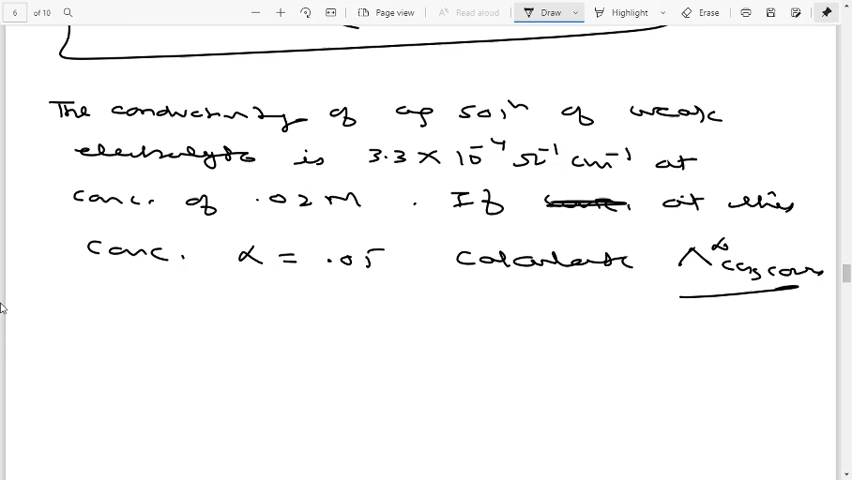 6 of 10 Page view Read aloud Draw Highlight Erase
The conductivity of aq soln of weak
electrolyte is 3.3 × 10⁻⁴ Ω⁻¹ cm⁻¹ at
conc. of .02 M . If at this
conc. α = .05 calculate Λ^∞